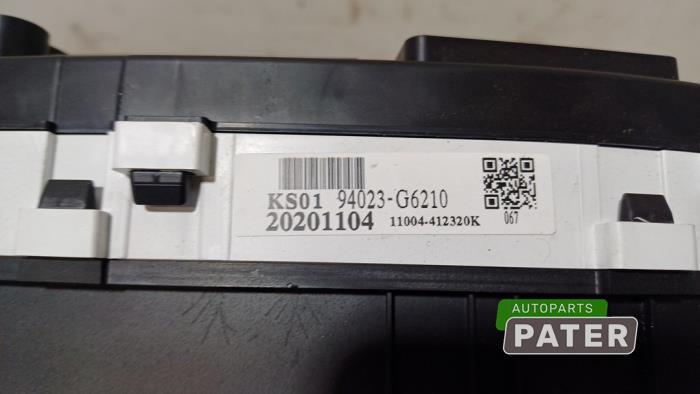 KS01 94023-G6210
20201104 11004-412320K
067
AUTOPARTS
PATER